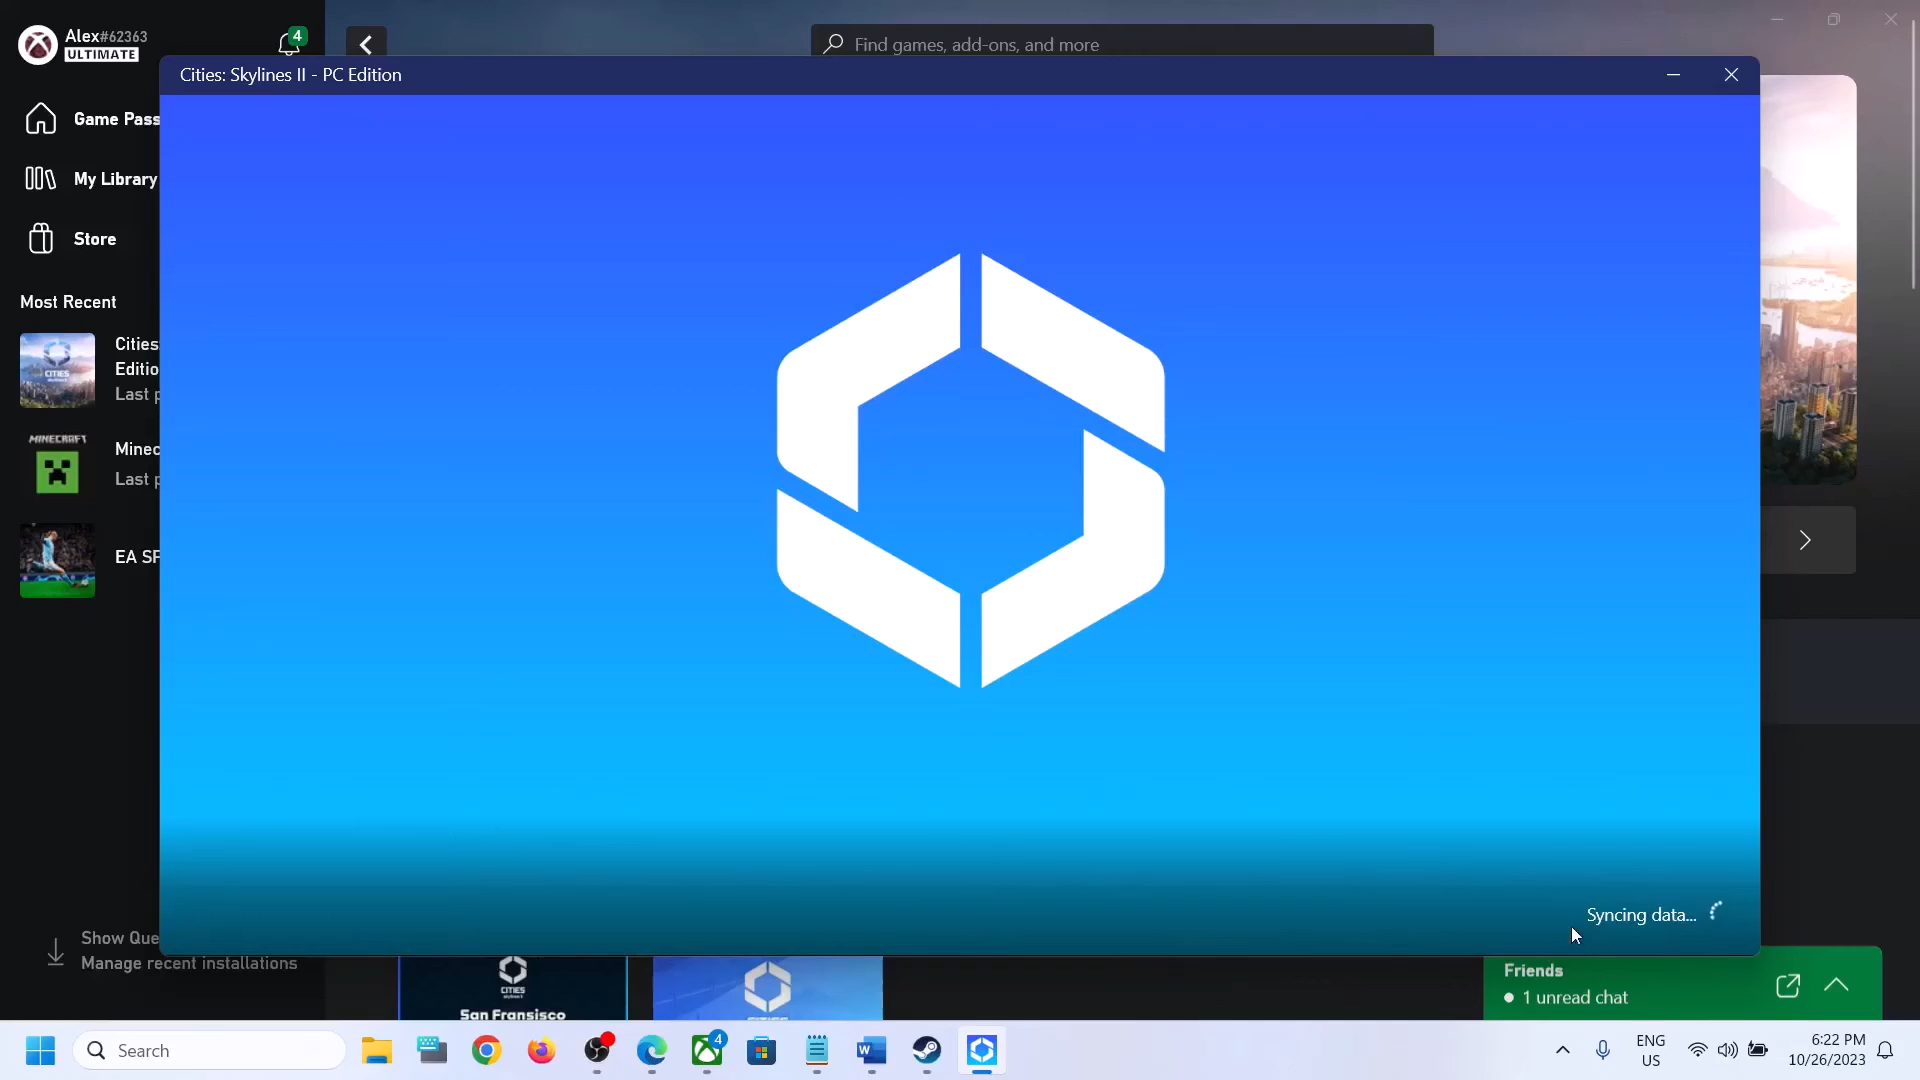 Alex#62363
ULTIMATE
4
Find games, add-ons, and more
Cities: Skylines II - PC Edition
Game Pass
My Library
Store
Most Recent
Cities
Editio
Last p
MINECRAFT
Minec
Last p
EA SF
Syncing data...
Show Que
Manage recent installations
CITIES
San Fransisco
Friends
1 unread chat
Search
4
ENG
US
6:22 PM
10/26/2023